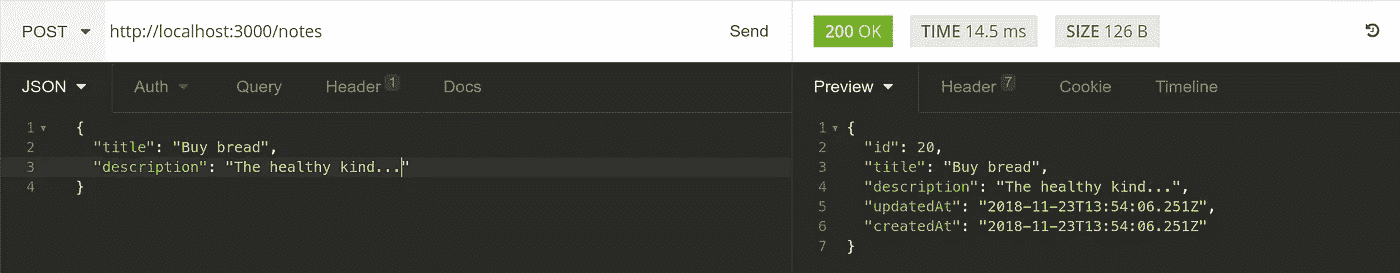 POST http://localhost:3000/notes Send
200 OK TIME 14.5 ms SIZE 126 B
JSON Auth Query Header 1 Docs
1 {
2 "title": "Buy bread",
3 "description": "The healthy kind..."
4 }
Preview Header 7 Cookie Timeline
1 {
2 "id": 20,
3 "title": "Buy bread",
4 "description": "The healthy kind...",
5 "updatedAt": "2018-11-23T13:54:06.251Z",
6 "createdAt": "2018-11-23T13:54:06.251Z"
7 }